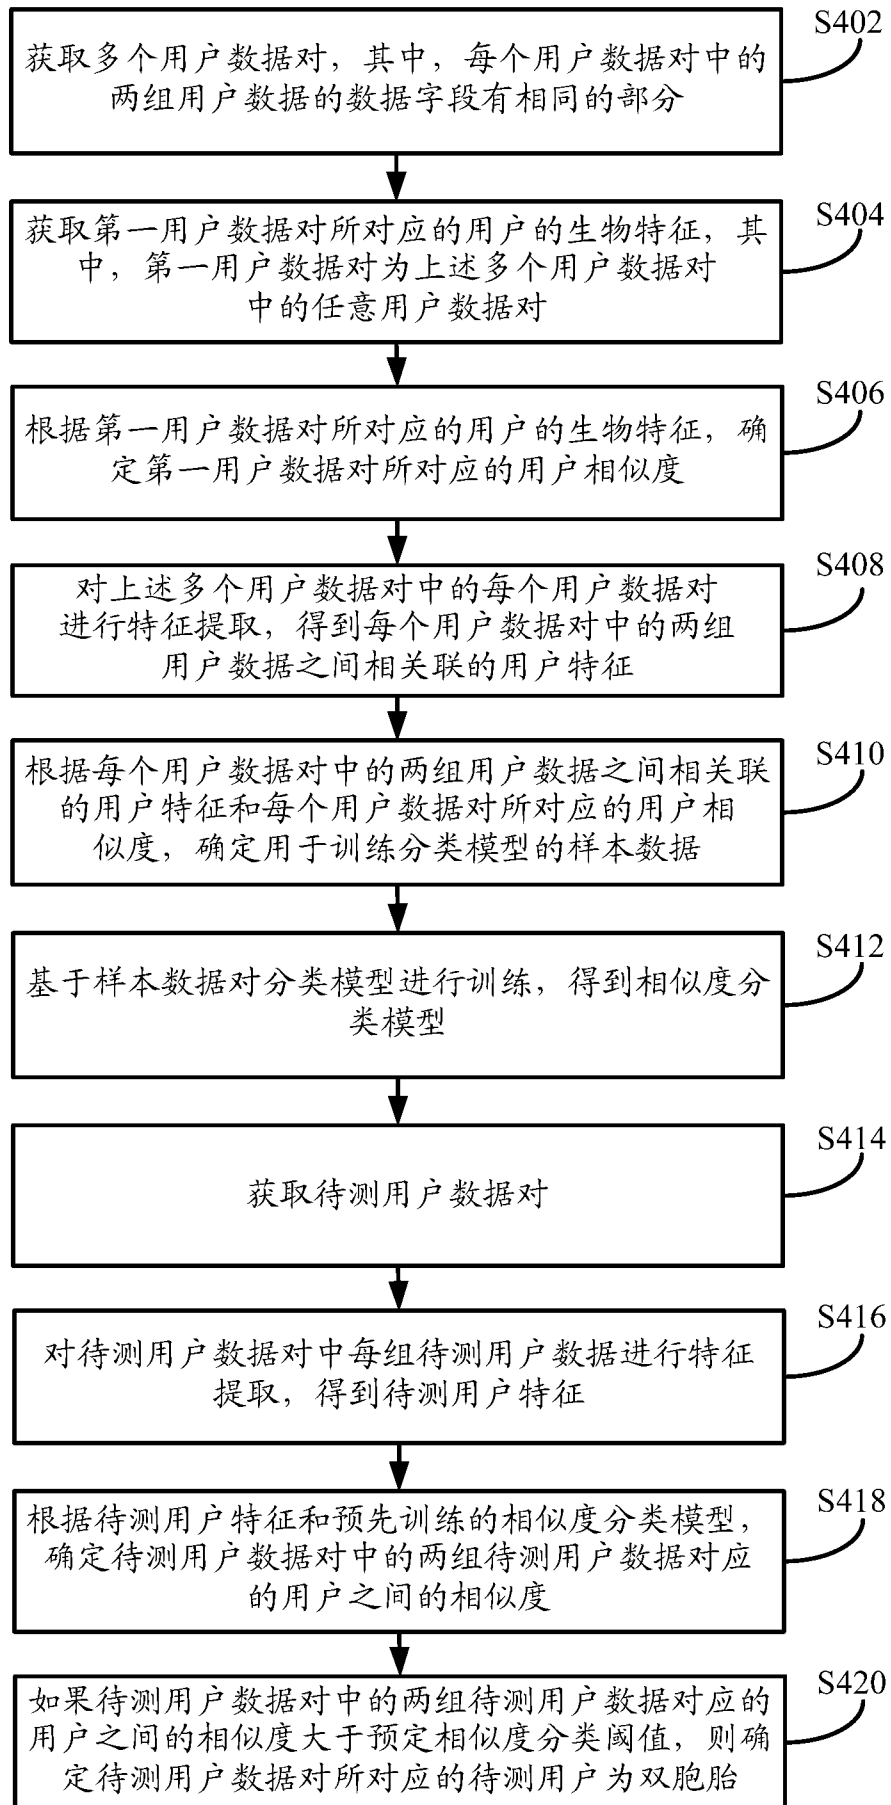 S402
获取多个用户数据对，其中，每个用户数据对中的
两组用户数据的数据字段有相同的部分
S404
获取第一用户数据对所对应的用户的生物特征，其
中，第一用户数据对为上述多个用户数据对
中的任意用户数据对
S406
根据第一用户数据对所对应的用户的生物特征，确
定第一用户数据对所对应的用户相似度
S408
对上述多个用户数据对中的每个用户数据对
进行特征提取，得到每个用户数据对中的两组
用户数据之间相关联的用户特征
S410
根据每个用户数据对中的两组用户数据之间相关联
的用户特征和每个用户数据对所对应的用户相
似度，确定用于训练分类模型的样本数据
S412
基于样本数据对分类模型进行训练，得到相似度分
类模型
S414
获取待测用户数据对
S416
对待测用户数据对中每组待测用户数据进行特征
提取，得到待测用户特征
S418
根据待测用户特征和预先训练的相似度分类模型，
确定待测用户数据对中的两组待测用户数据对应
的用户之间的相似度
S420
如果待测用户数据对中的两组待测用户数据对应的
用户之间的相似度大于预定相似度分类阈值，则确
定待测用户数据对所对应的待测用户为双胞胎